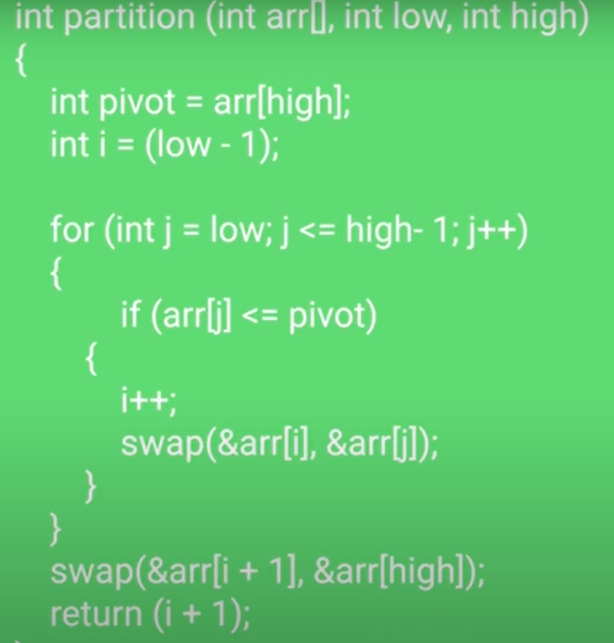 int partition (int arr[], int low, int high)
{
int pivot = arr[high];
int i = (low - 1);
for (int j = low; j <= high- 1; j++)
{
if (arr[j] <= pivot)
{
i++;
swap(&arr[i], &arr[j]);
}
}
swap(&arr[i + 1], &arr[high]);
return (i + 1);